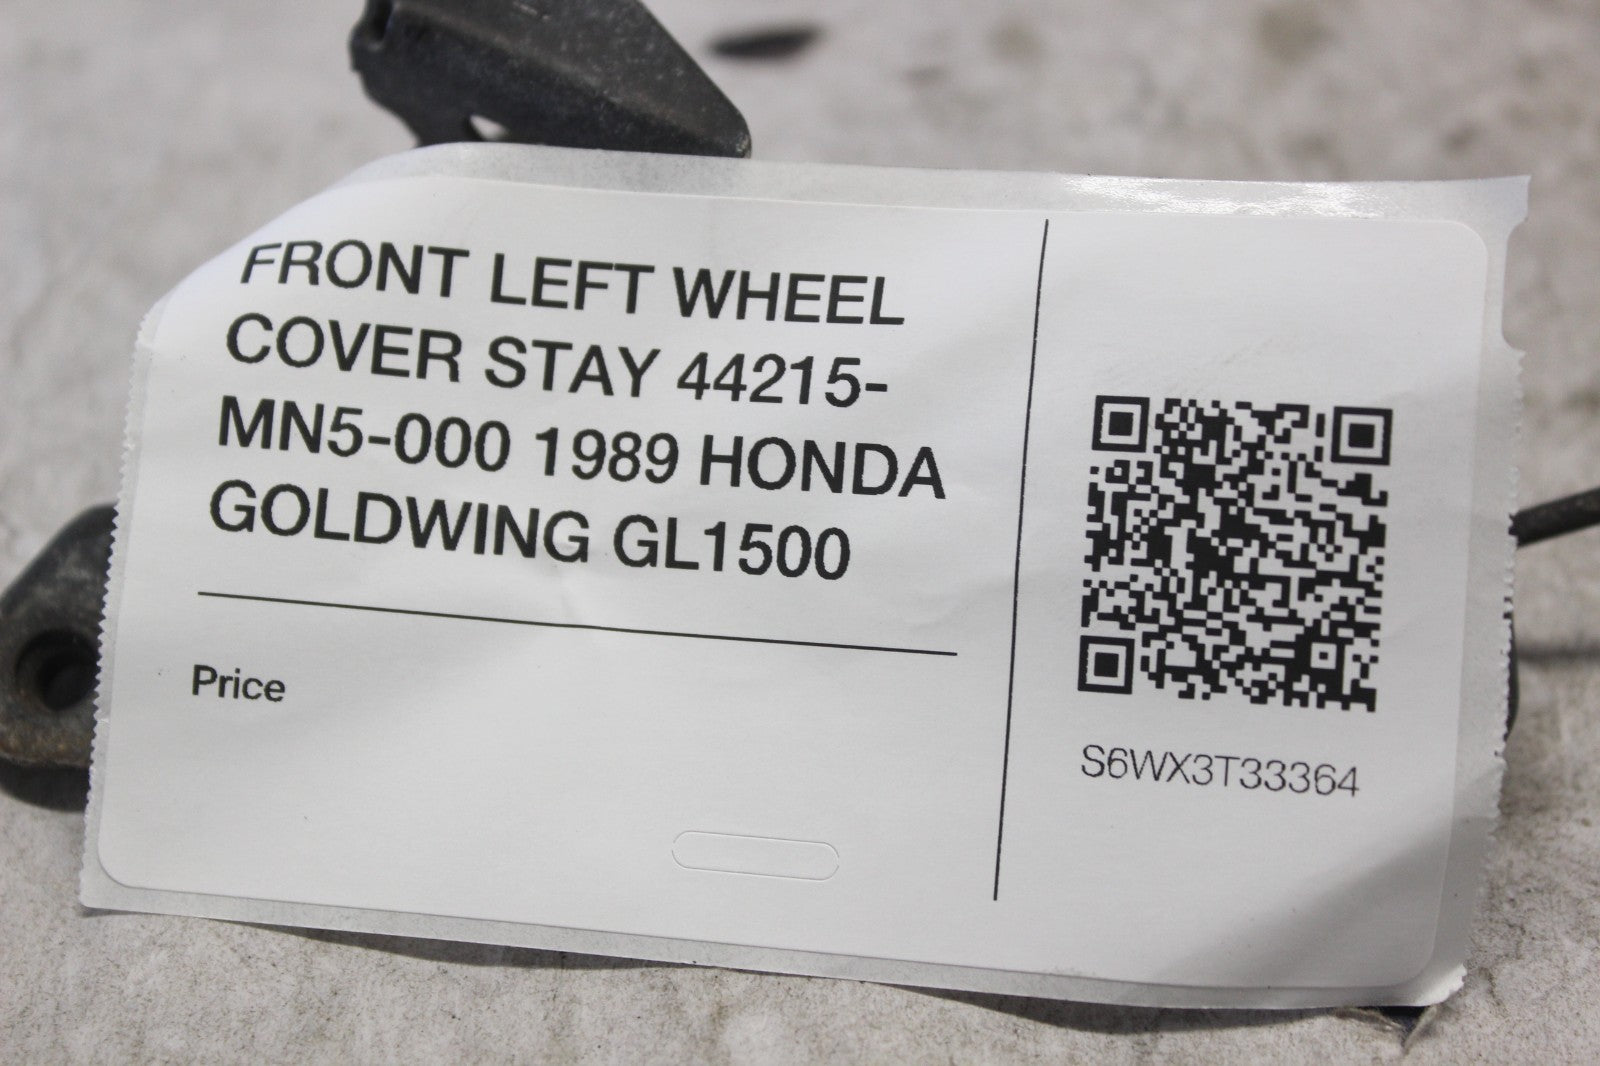 FRONT LEFT WHEEL
COVER STAY 44215-
MN5-000 1989 HONDA
GOLDWING GL1500
Price
S6WX3T33364